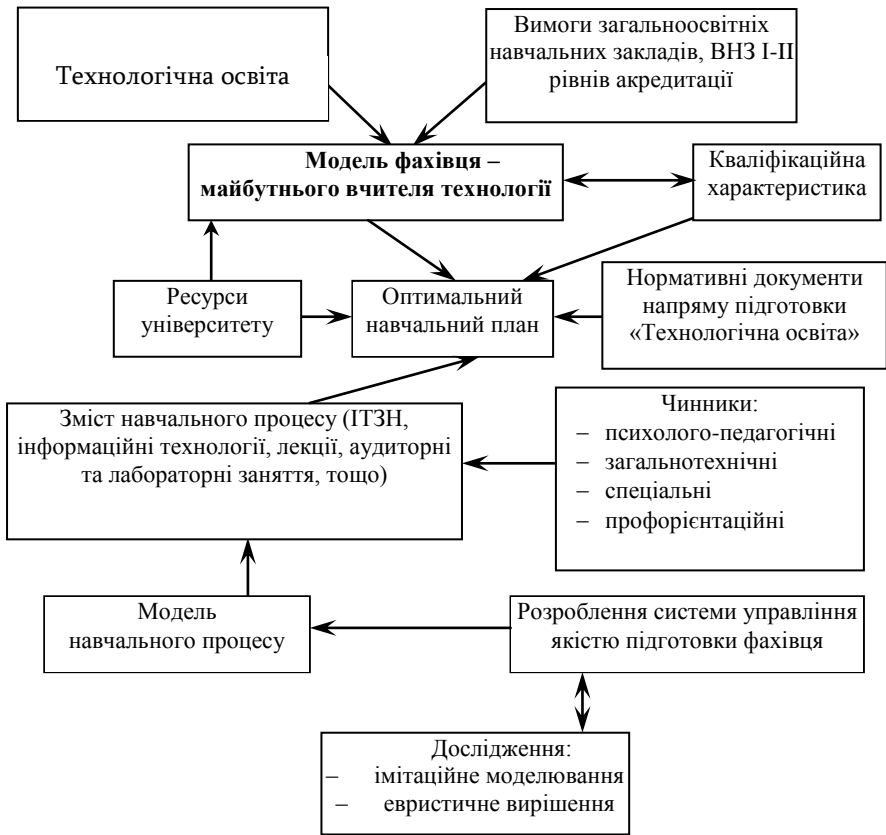 Технологічна освіта
Вимоги загальноосвітніх
навчальних закладів, ВНЗ І-ІІ
рівнів акредитації
Модель фахівця –
майбутнього вчителя технології
Кваліфікаційна
характеристика
Ресурси
університету
Оптимальний
навчальний план
Нормативні документи
напряму підготовки
«Технологічна освіта»
Зміст навчального процесу (ІТЗН,
інформаційні технології, лекції, аудиторні
та лабораторні заняття, тощо)
Чинники:
– психолого-педагогічні
– загальнотехнічні
– спеціальні
– профорієнтаційні
Модель
навчального процесу
Розроблення системи управління
якістю підготовки фахівця
Дослідження:
– імітаційне моделювання
– евристичне вирішення